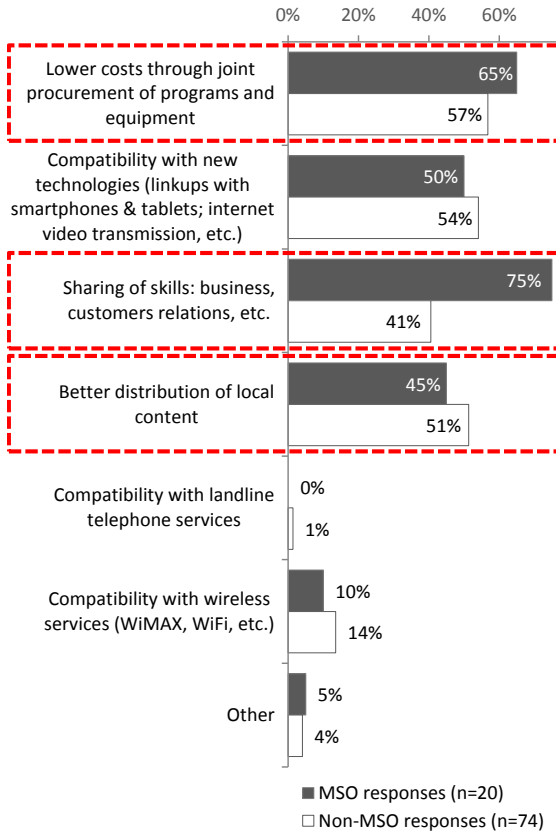 0% 20% 40% 60%
Lower costs through joint
procurement of programs and
equipment
65%
57%
Compatibility with new
technologies (linkups with
smartphones & tablets; internet
video transmission, etc.)
50%
54%
Sharing of skills: business,
customers relations, etc.
75%
41%
Better distribution of local
content
45%
51%
Compatibility with landline
telephone services
0%
1%
Compatibility with wireless
services (WiMAX, WiFi, etc.)
10%
14%
Other
5%
4%
MSO responses (n=20)
Non-MSO responses (n=74)